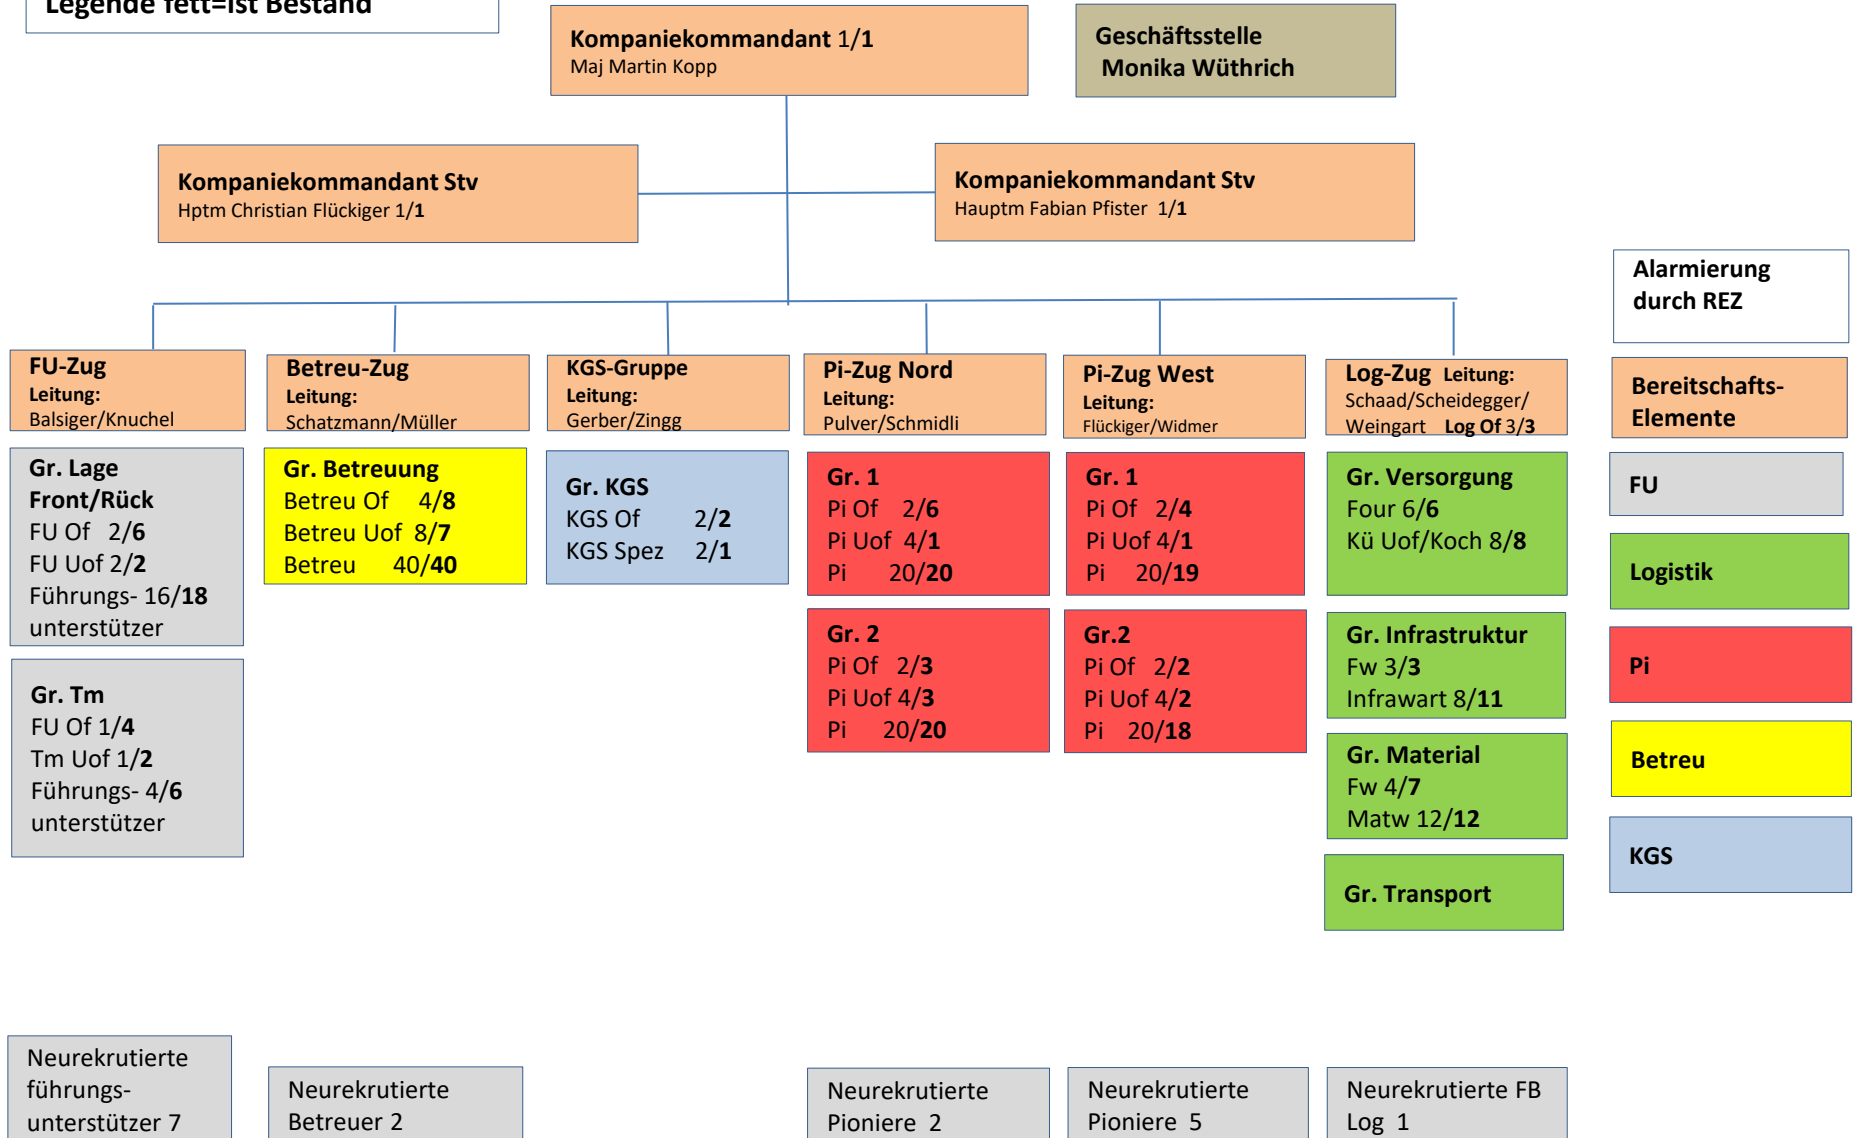 Legende fett=Ist Bestand
Kompaniekommandant 1/1
Maj Martin Kopp
Geschäftsstelle
Monika Wüthrich
Kompaniekommandant Stv
Hptm Christian Flückiger 1/1
Kompaniekommandant Stv
Hauptm Fabian Pfister 1/1
Alarmierung
durch REZ
FU-Zug
Leitung:
Balsiger/Knuchel
Betreu-Zug
Leitung:
Schatzmann/Müller
KGS-Gruppe
Leitung:
Gerber/Zingg
Pi-Zug Nord
Leitung:
Pulver/Schmidli
Pi-Zug West
Leitung:
Flückiger/Widmer
Log-Zug Leitung:
Schaad/Scheidegger/
Weingart Log Of 3/3
Bereitschafts-
Elemente
Gr. Lage
Front/Rück
FU Of 2/6
FU Uof 2/2
Führungs- 16/18
unterstützer
Gr. Betreuung
Betreu Of 4/8
Betreu Uof 8/7
Betreu 40/40
Gr. KGS
KGS Of 2/2
KGS Spez 2/1
Gr. 1
Pi Of 2/6
Pi Uof 4/1
Pi 20/20
Gr. 1
Pi Of 2/4
Pi Uof 4/1
Pi 20/19
Gr. Versorgung
Four 6/6
Kü Uof/Koch 8/8
FU
Logistik
Gr. Tm
FU Of 1/4
Tm Uof 1/2
Führungs- 4/6
unterstützer
Gr. 2
Pi Of 2/3
Pi Uof 4/3
Pi 20/20
Gr.2
Pi Of 2/2
Pi Uof 4/2
Pi 20/18
Gr. Infrastruktur
Fw 3/3
Infrawart 8/11
Pi
Gr. Material
Fw 4/7
Matw 12/12
Betreu
Gr. Transport
KGS
Neurekrutierte
führungs-
unterstützer 7
Neurekrutierte
Betreuer 2
Neurekrutierte
Pioniere 2
Neurekrutierte
Pioniere 5
Neurekrutierte FB
Log 1